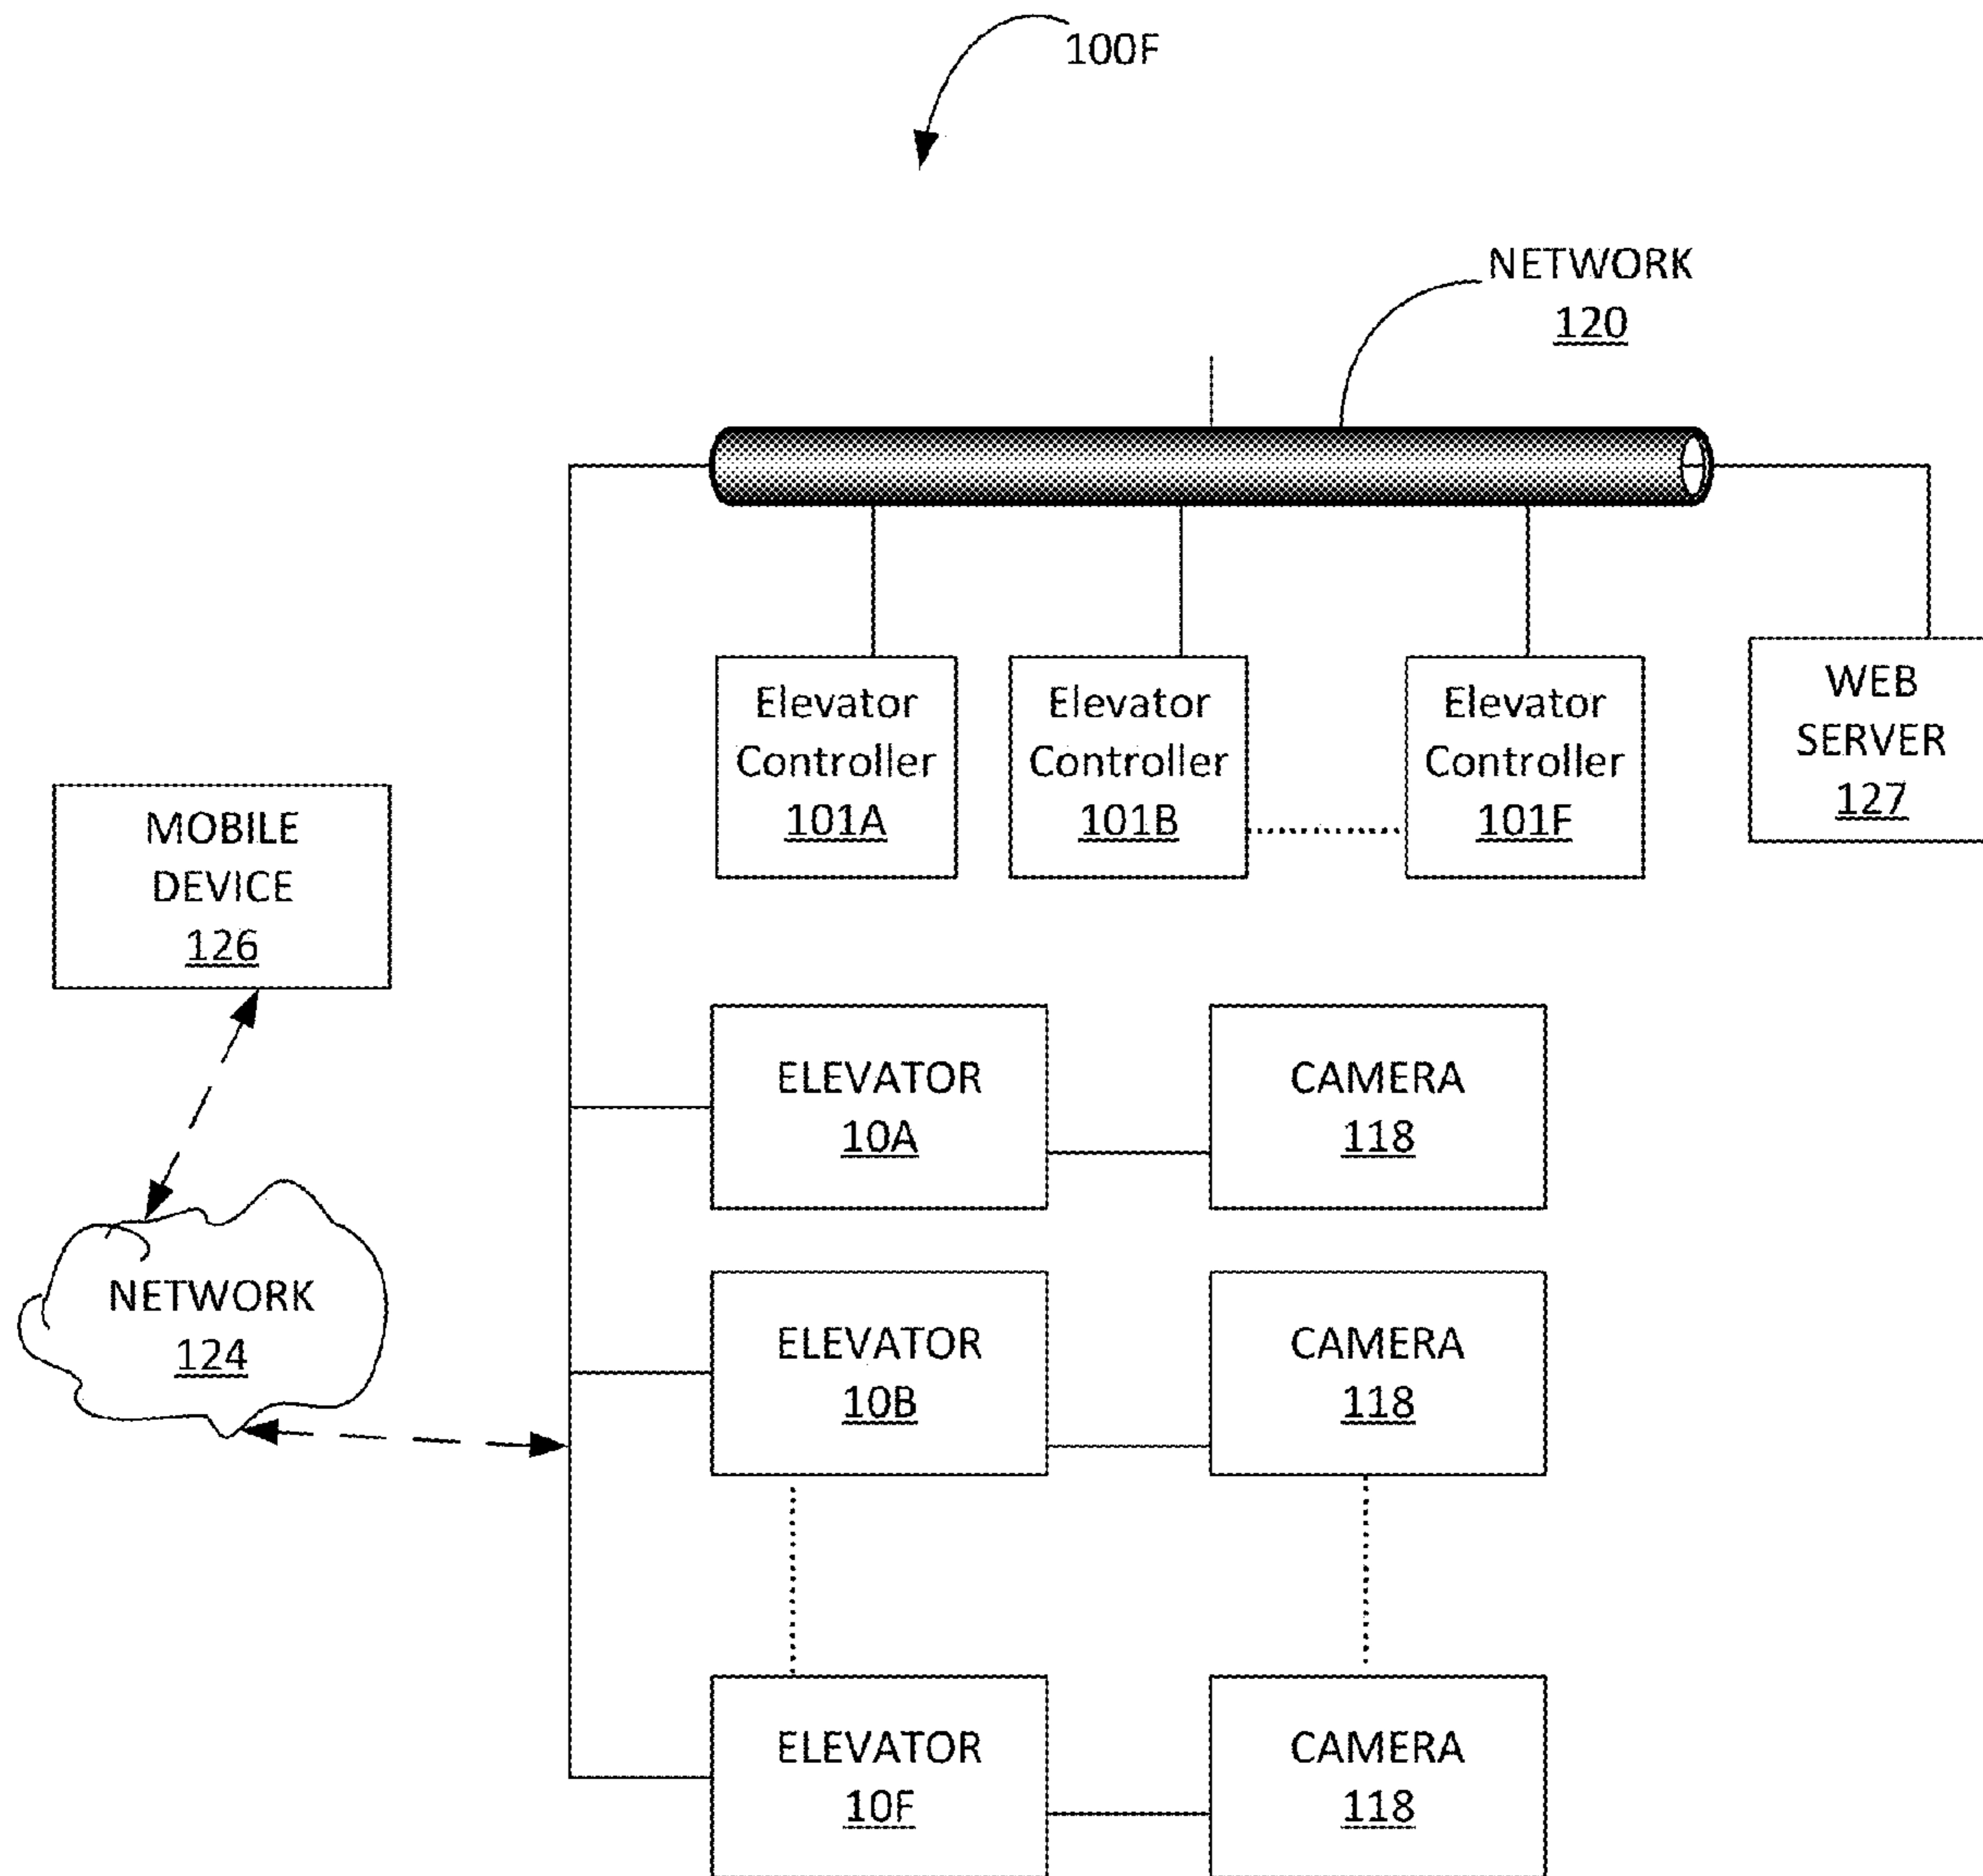 100F
NETWORK
120
Elevator
Controller
101A
Elevator
Controller
101B
Elevator
Controller
101F
WEB
SERVER
127
MOBILE
DEVICE
126
ELEVATOR
10A
CAMERA
118
NETWORK
124
ELEVATOR
10B
CAMERA
118
ELEVATOR
10F
CAMERA
118